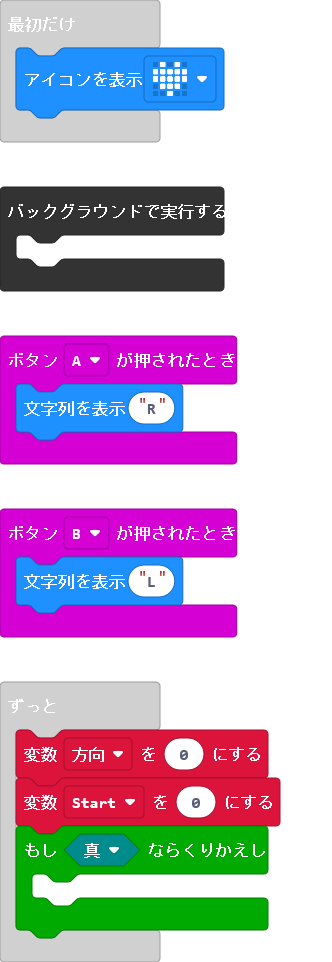 最初だけ
アイコンを表示
バックグラウンドで実行する
ボタン A が押されたとき
文字列を表示 "R"
ボタン B が押されたとき
文字列を表示 "L"
ずっと
変数 方向 を 0 にする
変数 Start を 0 にする
もし 真 ならくりかえし